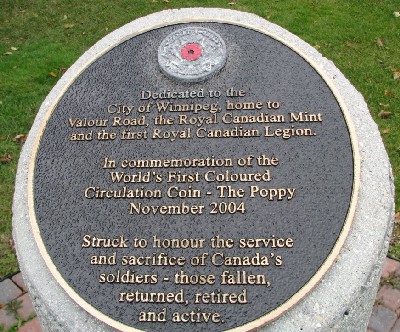 Dedicated to the
City of Winnipeg, home to
Valour Road, the Royal Canadian Mint
and the first Royal Canadian Legion.
In commemoration of the
World's First Coloured
Circulation Coin - The Poppy
November 2004
Struck to honour the service
and sacrifice of Canada's
soldiers - those fallen,
returned, retired
and active.